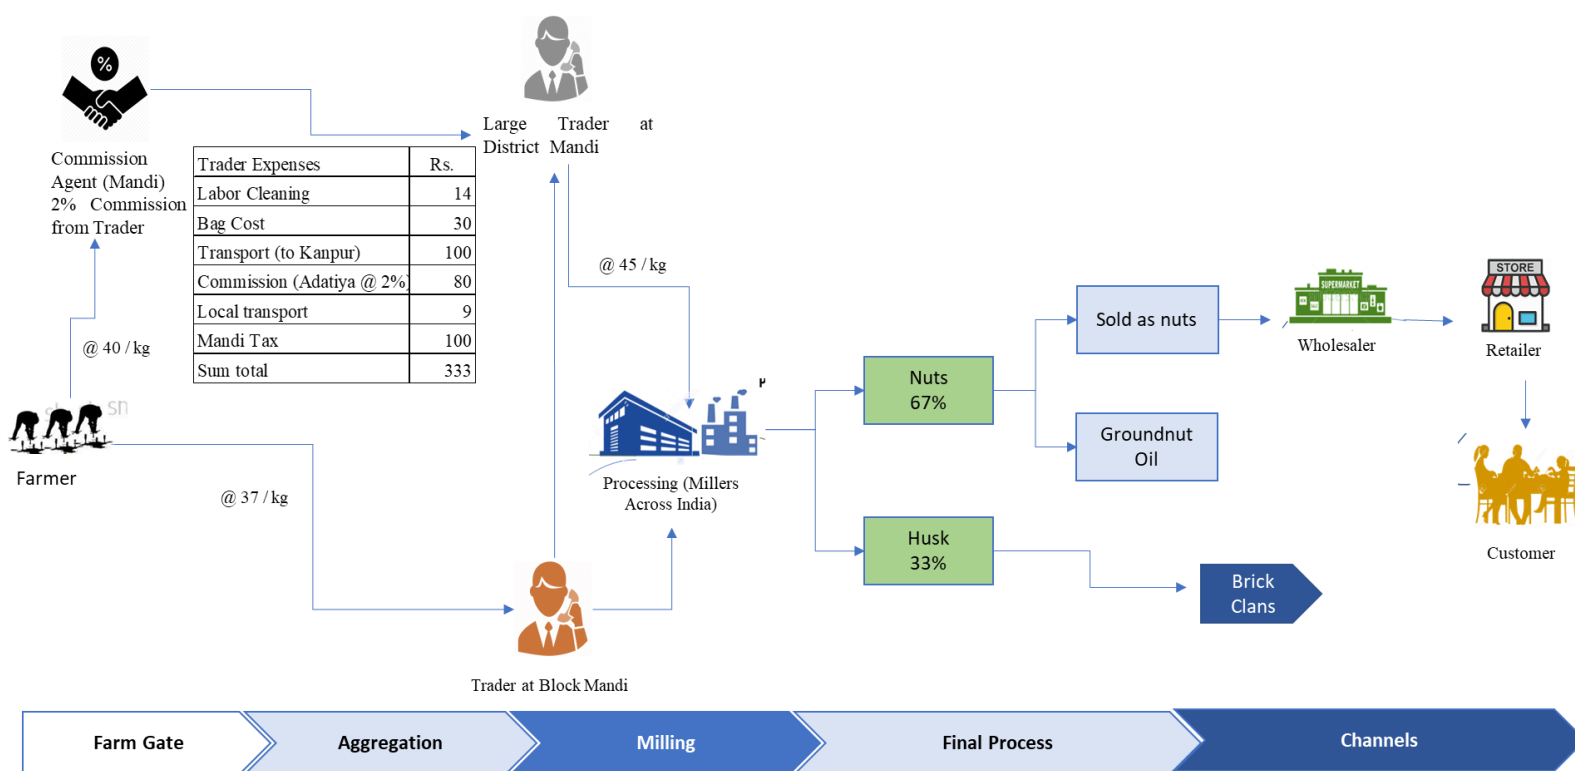 %
Commission
Agent (Mandi)
2% Commission
from Trader
Large Trader at
District Mandi
Trader Expenses Rs.
Labor Cleaning 14
Bag Cost 30
Transport (to Kanpur) 100
Commission (Adatiya @ 2%) 80
Local transport 9
Mandi Tax 100
Sum total 333
@ 40 / kg
@ 45 / kg
Farmer
@ 37 / kg
Processing (Millers
Across India)
Trader at Block Mandi
Nuts
67%
Husk
33%
Sold as nuts
Groundnut
Oil
SUPERMARKET
Wholesaler
STORE
Retailer
Customer
Brick
Clans
Farm Gate
Aggregation
Milling
Final Process
Channels